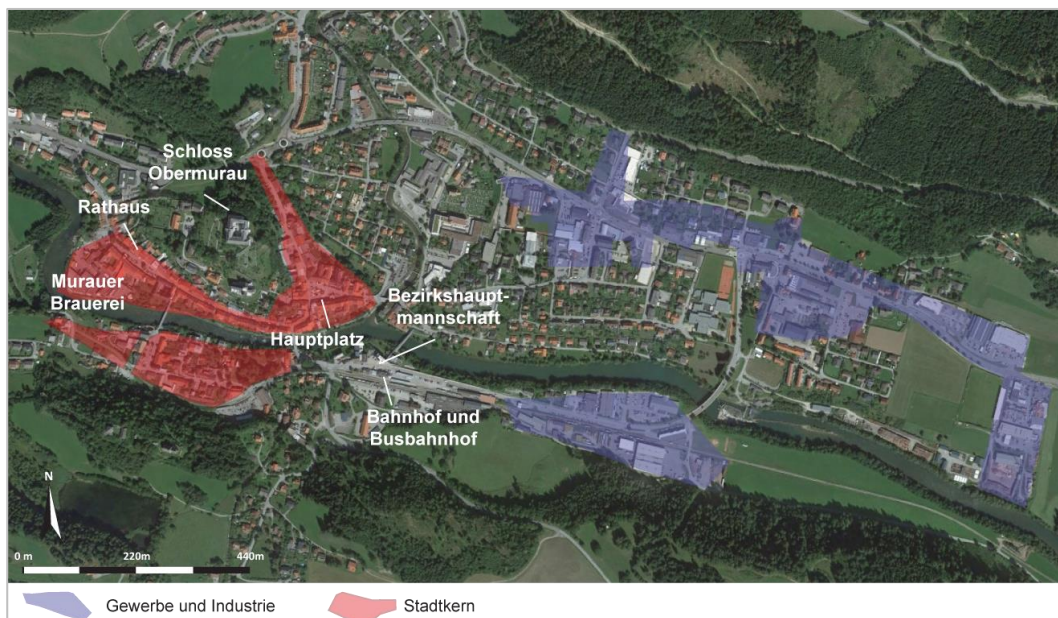 Schloss
Obermurau
Rathaus
Murauer
Brauerei
Bezirkshaupt-
mannschaft
Hauptplatz
Bahnhof und
Busbahnhof
N
0 m
220m
440m
Gewerbe und Industrie
Stadtkern